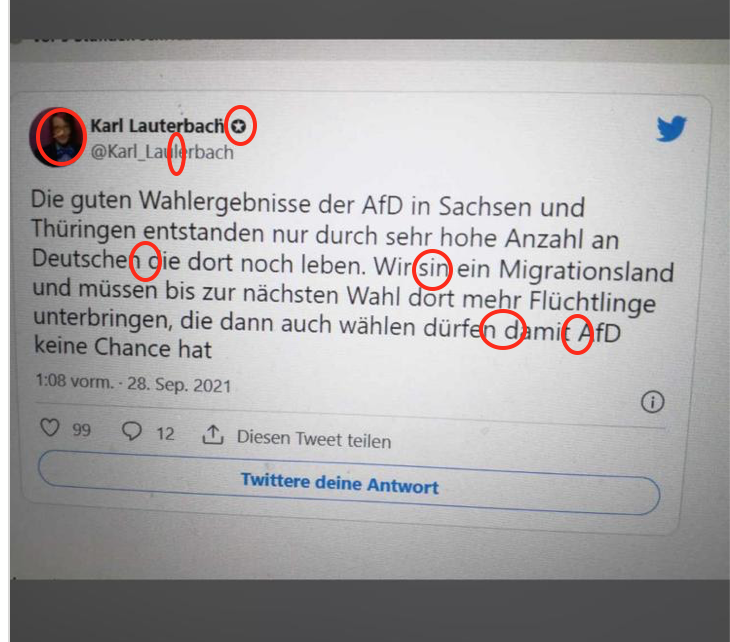 Karl Lauterbach
@Karl_Laulerbach
Die guten Wahlergebnisse der AfD in Sachsen und
Thüringen entstanden nur durch sehr hohe Anzahl an
Deutschen die dort noch leben. Wir sin ein Migrationsland
und müssen bis zur nächsten Wahl dort mehr Flüchtlinge
unterbringen, die dann auch wählen dürfen damit AfD
keine Chance hat
1:08 vorm. · 28. Sep. 2021
99 12 Diesen Tweet teilen
Twittere deine Antwort